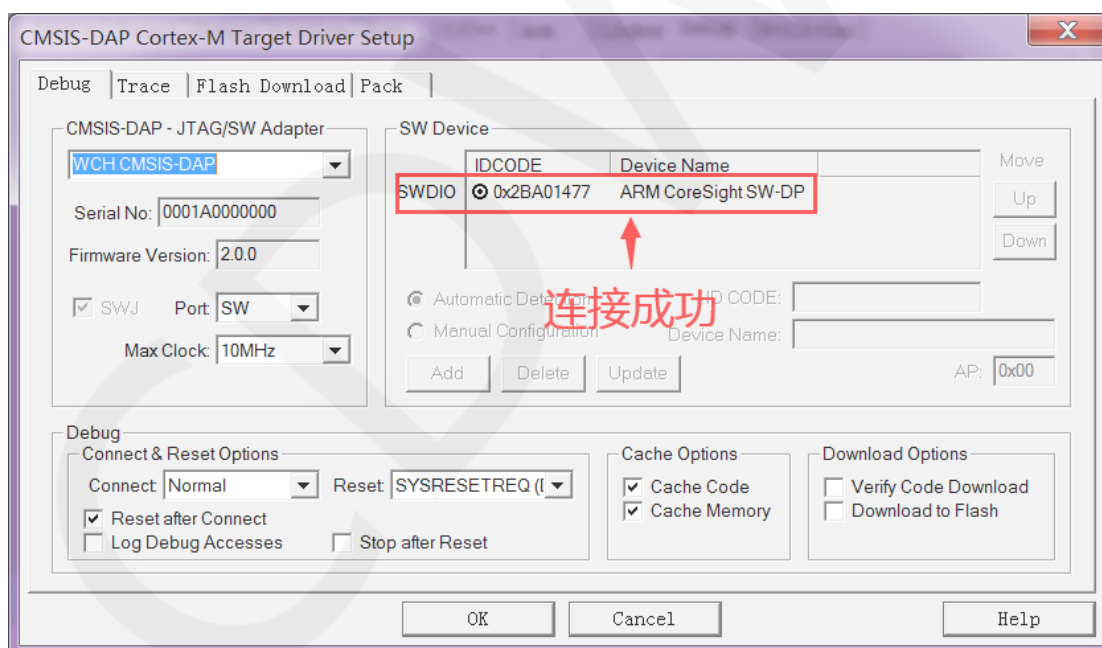 CMSIS-DAP Cortex-M Target Driver Setup
Debug Trace Flash Download Pack
CMSIS-DAP - JTAG/SW Adapter
WCH CMSIS-DAP
Serial No: 0001A0000000
Firmware Version: 2.0.0
SWJ Port: SW
Max Clock: 10MHz
SW Device
IDCODE Device Name
SWDIO 0x2BA01477 ARM CoreSight SW-DP
Move
Up
Down
连接成功
Automatic Detection ID CODE:
Manual Configuration Device Name:
Add Delete Update AP: 0x00
Debug
Connect & Reset Options
Connect: Normal Reset: SYSRESETREQ (
Reset after Connect
Log Debug Accesses Stop after Reset
Cache Options
Cache Code
Cache Memory
Download Options
Verify Code Download
Download to Flash
OK Cancel Help